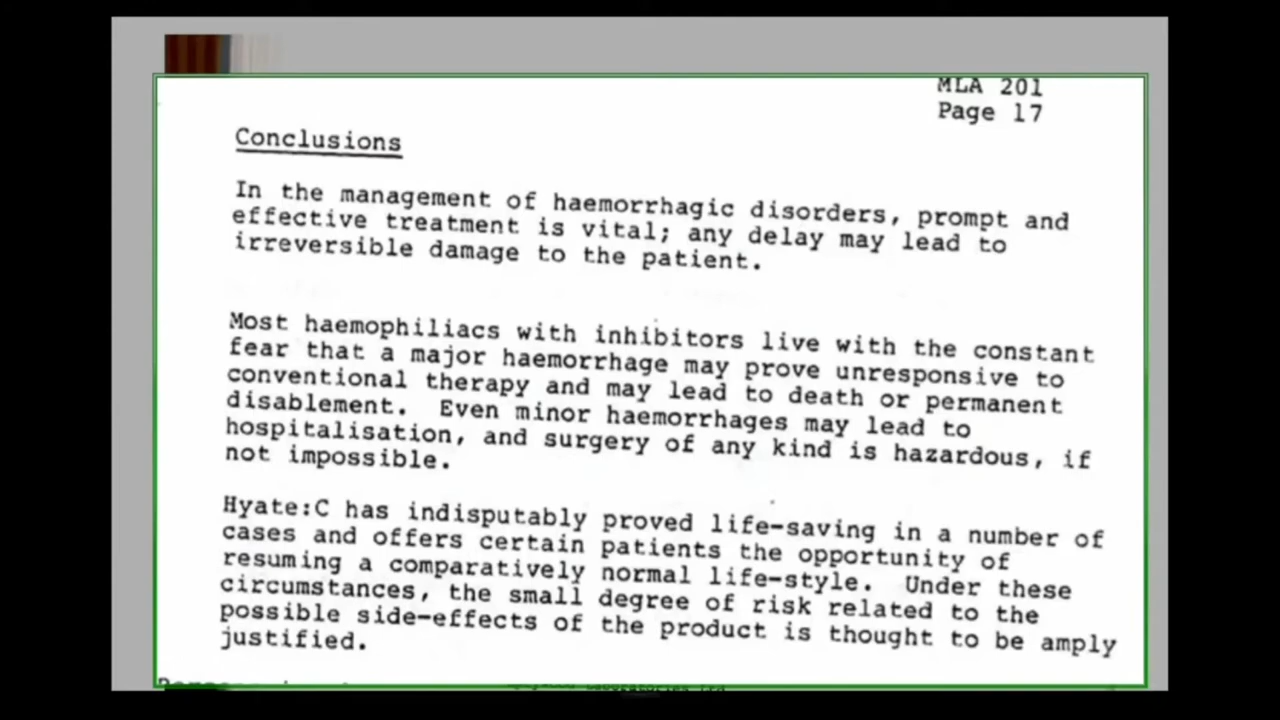 MLA 201
Page 17
Conclusions
In the management of haemorrhagic disorders, prompt and
effective treatment is vital; any delay may lead to
irreversible damage to the patient.
Most haemophiliacs with inhibitors live with the constant
fear that a major haemorrhage may prove unresponsive to
conventional therapy and may lead to death or permanent
disablement. Even minor haemorrhages may lead to
hospitalisation, and surgery of any kind is hazardous, if
not impossible.
Hyate:C has indisputably proved life-saving in a number of
cases and offers certain patients the opportunity of
resuming a comparatively normal life-style. Under these
circumstances, the small degree of risk related to the
possible side-effects of the product is thought to be amply
justified.